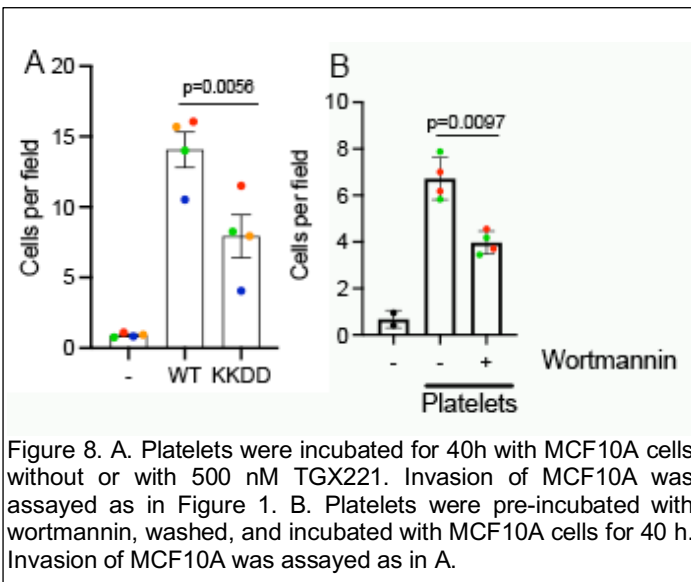 A
B
20
15
10
5
0
Cells per field
p=0.0056
- WT KKDD
10
8
6
4
2
0
Cells per field
p=0.0097
- - + Wortmannin
Platelets
Figure 8. A. Platelets were incubated for 40h with MCF10A cells
without or with 500 nM TGX221. Invasion of MCF10A was
assayed as in Figure 1. B. Platelets were pre-incubated with
wortmannin, washed, and incubated with MCF10A cells for 40 h.
Invasion of MCF10A was assayed as in A.